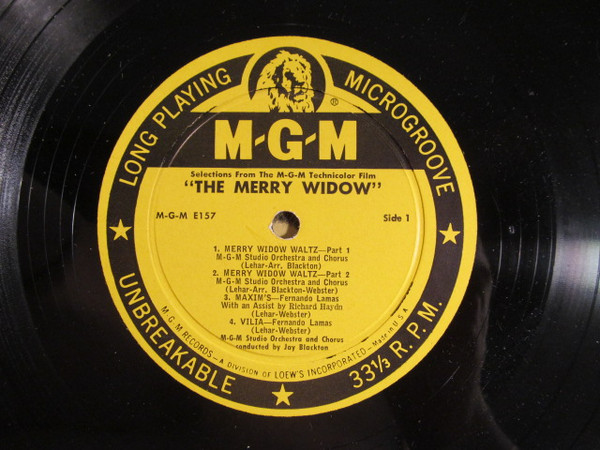 LONG PLAYING
MICROGROOVE
®
M-G-M
Selections From The M-G-M Technicolor Film
"THE MERRY WIDOW"
M-G-M E157
Side 1
1. MERRY WIDOW WALTZ—Part 1
M-G-M Studio Orchestra and Chorus
(Lehar-Arr. Blackton)
2. MERRY WIDOW WALTZ—Part 2
M-G-M Studio Orchestra and Chorus
(Lehar-Arr. Blackton-Webster)
3. MAXIM'S—Fernando Lamas
With an Assist by Richard Haydn
(Lehar-Webster)
4. VILIA—Fernando Lamas
(Lehar-Webster)
M-G-M Studio Orchestra and Chorus
conducted by Jay Blackton
M G M RECORDS—A DIVISION OF LOEW'S INCORPORATED—Made in U.S.A.
UNBREAKABLE
33⅓ R.P.M.